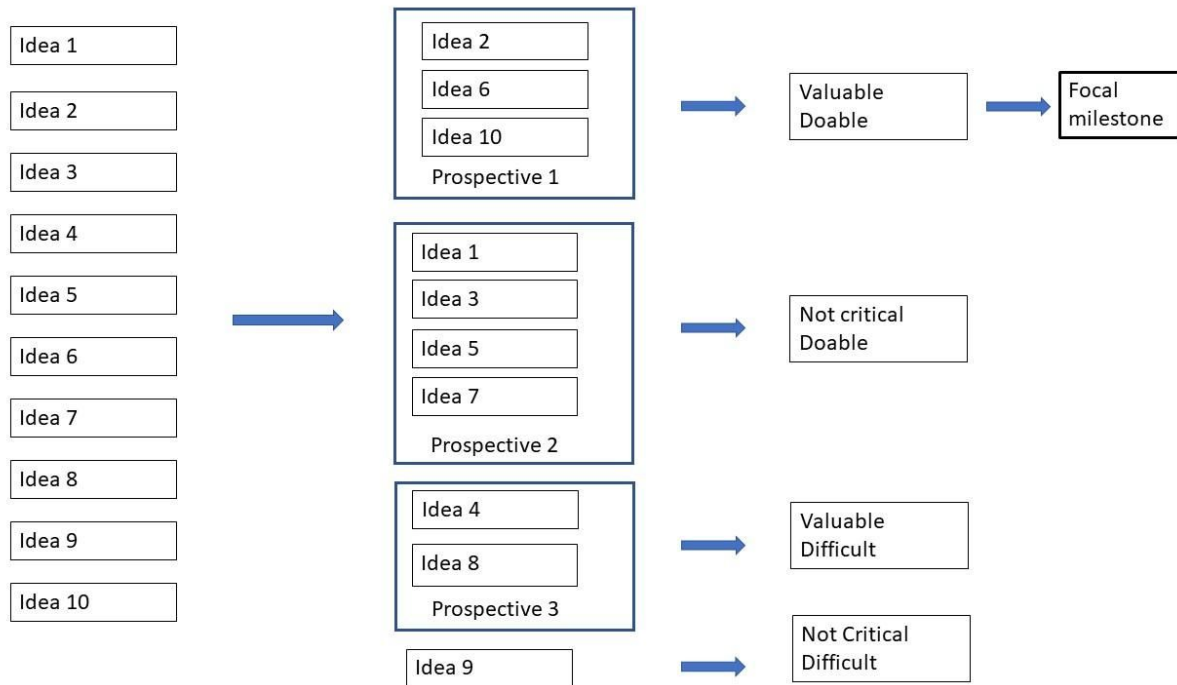 Idea 1
Idea 2
Idea 3
Idea 4
Idea 5
Idea 6
Idea 7
Idea 8
Idea 9
Idea 10
Idea 2
Idea 6
Idea 10
Prospective 1
Idea 1
Idea 3
Idea 5
Idea 7
Prospective 2
Idea 4
Idea 8
Prospective 3
Idea 9
Valuable
Doable
Not critical
Doable
Valuable
Difficult
Not Critical
Difficult
Focal
milestone